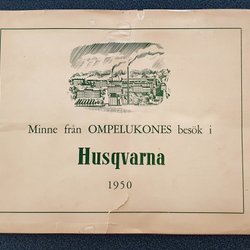 Minne från OMPELUKONES besök i
Husqvarna
1950